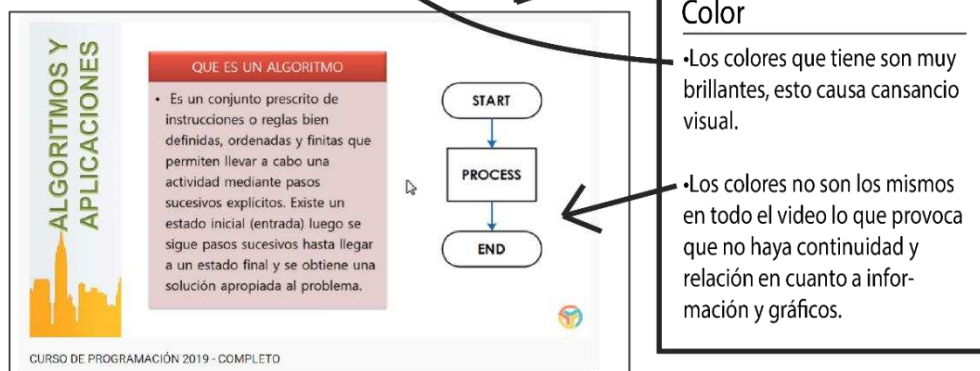 ALGORITMOS Y
APLICACIONES
QUE ES UN ALGORITMO
• Es un conjunto prescrito de
instrucciones o reglas bien
definidas, ordenadas y finitas que
permiten llevar a cabo una
actividad mediante pasos
sucesivos explícitos. Existe un
estado inicial (entrada) luego se
sigue pasos sucesivos hasta llegar
a un estado final y se obtiene una
solución apropiada al problema.
START
PROCESS
END
CURSO DE PROGRAMACIÓN 2019 - COMPLETO
Color
•Los colores que tiene son muy
brillantes, esto causa cansancio
visual.
•Los colores no son los mismos
en todo el video lo que provoca
que no haya continuidad y
relación en cuanto a infor-
mación y gráficos.